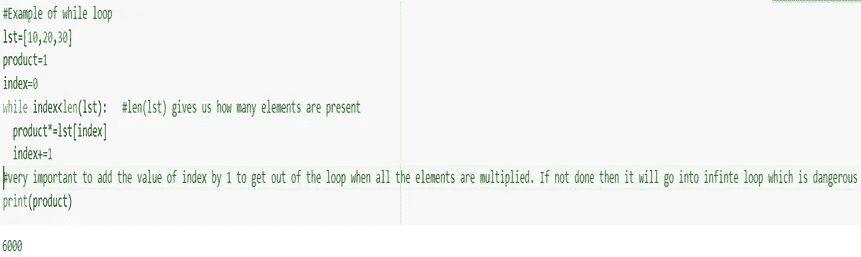 #Example of while loop
lst=[10,20,30]
product=1
index=0
while index<len(lst):   #len(lst) gives us how many elements are present
  product*=lst[index]
  index+=1
#very important to add the value of index by 1 to get out of the loop when all the elements are multiplied. If not done then it will go into infinte loop which is dangerous
print(product)
6000